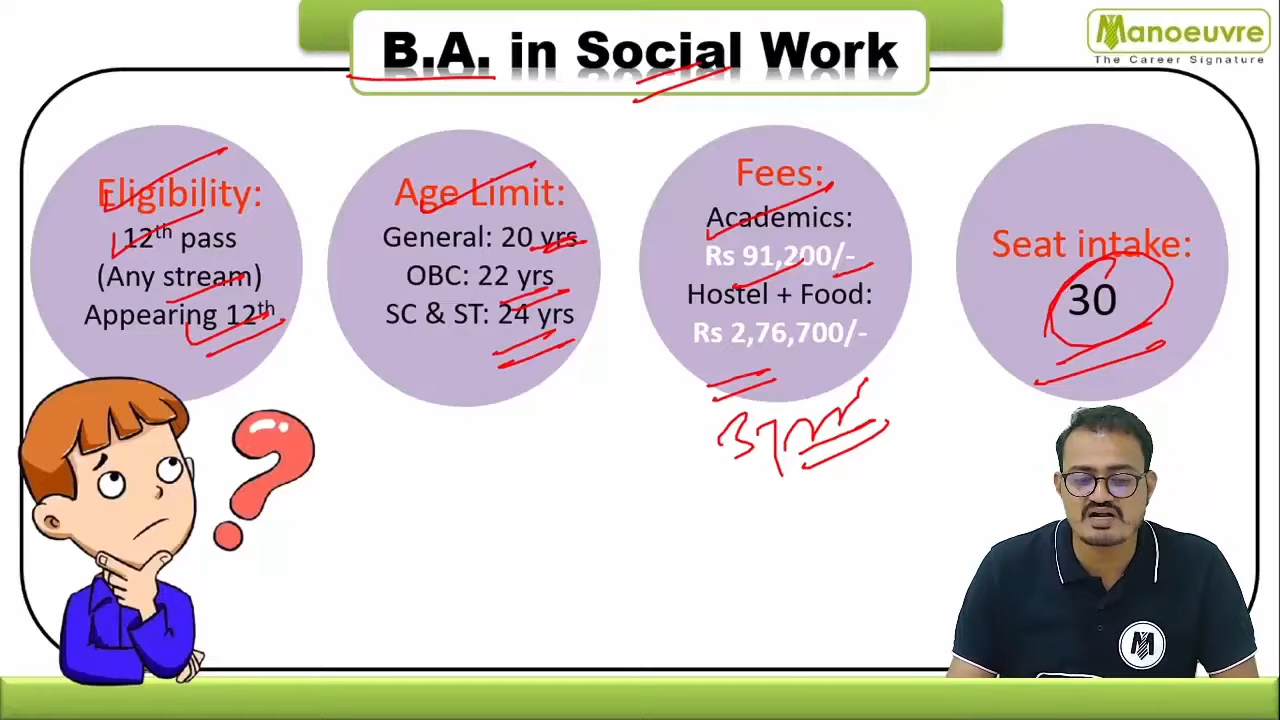 B.A. in Social Work
Manoeuvre
The Career Signature
Eligibility:
12th pass
(Any stream)
Appearing 12th
Age Limit:
General: 20 yrs
OBC: 22 yrs
SC & ST: 24 yrs
Fees:
Academics:
Rs 91,200/-
Hostel + Food:
Rs 2,76,700/-
Seat intake:
30
M